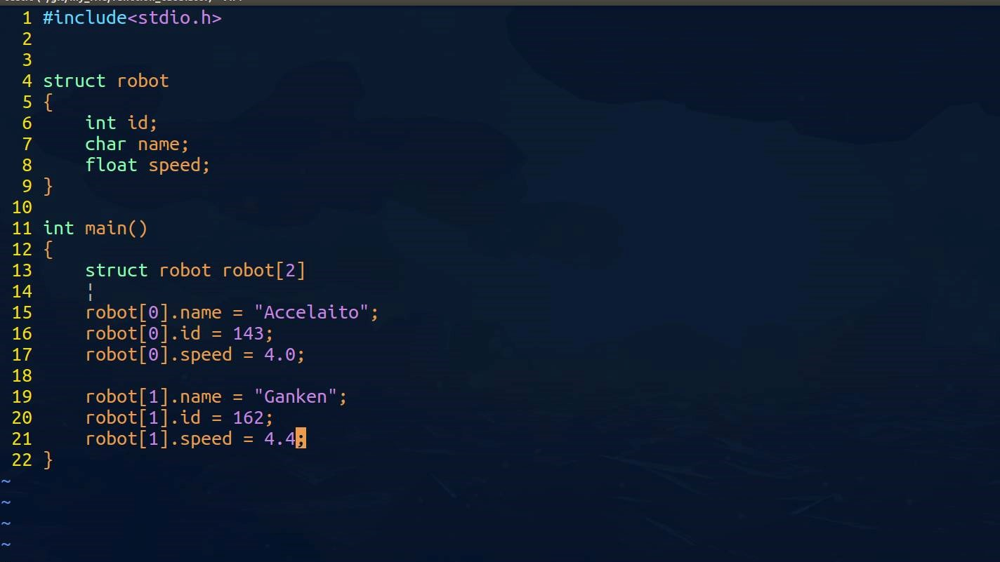 1 #include<stdio.h>
2
3
4 struct robot
5 {
6     int id;
7     char name;
8     float speed;
9 }
10
11 int main()
12 {
13     struct robot robot[2]
14     ¦
15     robot[0].name = "Accelaito";
16     robot[0].id = 143;
17     robot[0].speed = 4.0;
18
19     robot[1].name = "Ganken";
20     robot[1].id = 162;
21     robot[1].speed = 4.4;
22 }
~
~
~
~